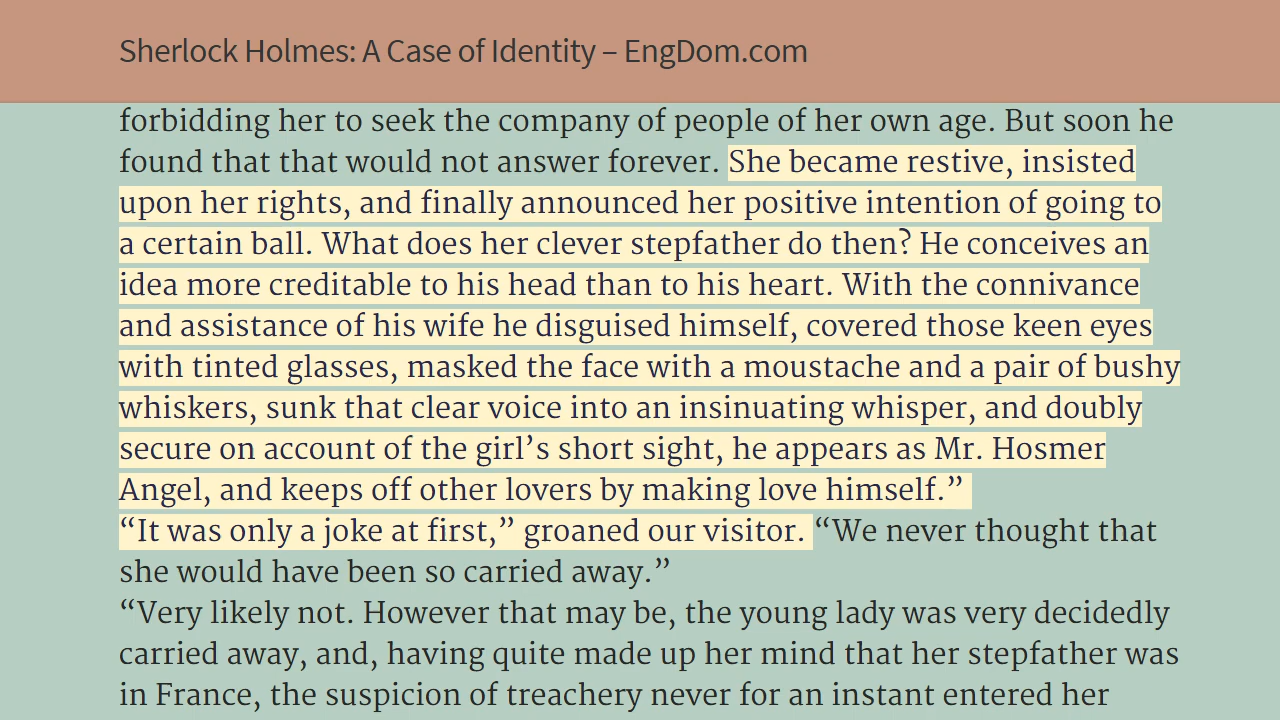 Sherlock Holmes: A Case of Identity – EngDom.com
forbidding her to seek the company of people of her own age. But soon he
found that that would not answer forever. She became restive, insisted
upon her rights, and finally announced her positive intention of going to
a certain ball. What does her clever stepfather do then? He conceives an
idea more creditable to his head than to his heart. With the connivance
and assistance of his wife he disguised himself, covered those keen eyes
with tinted glasses, masked the face with a moustache and a pair of bushy
whiskers, sunk that clear voice into an insinuating whisper, and doubly
secure on account of the girl’s short sight, he appears as Mr. Hosmer
Angel, and keeps off other lovers by making love himself.”
“It was only a joke at first,” groaned our visitor. “We never thought that
she would have been so carried away.”
“Very likely not. However that may be, the young lady was very decidedly
carried away, and, having quite made up her mind that her stepfather was
in France, the suspicion of treachery never for an instant entered her